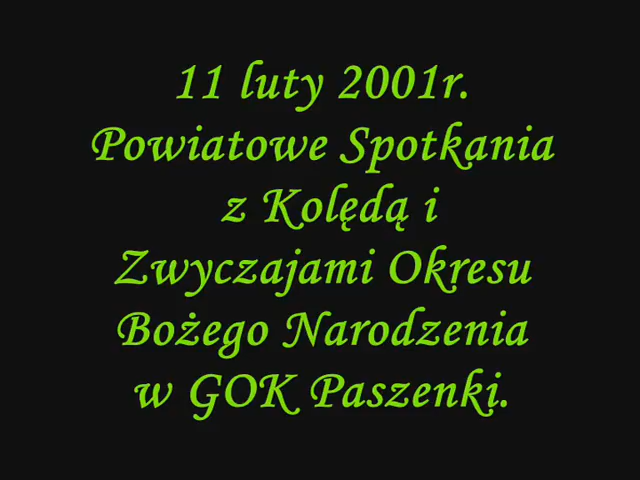 11 luty 2001r.
Powiatowe Spotkania
z Kolędą i
Zwyczajami Okresu
Bożego Narodzenia
w GOK Paszenki.